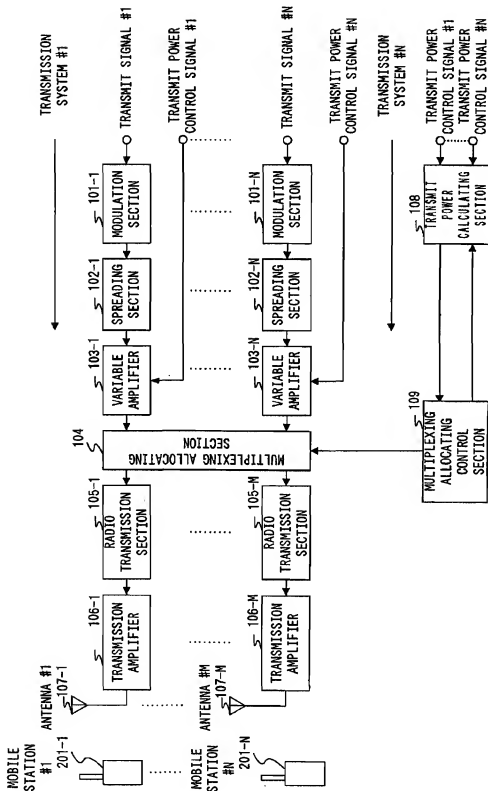 MOBILE
STATION
#1
201-1
ANTENNA #1
107-1
106-1
TRANSMISSION
AMPLIFIER
105-1
RADIO
TRANSMISSION
SECTION
104
MULTIPLEXING ALLOCATING
SECTION
103-1
VARIABLE
AMPLIFIER
102-1
SPREADING
SECTION
101-1
MODULATION
SECTION
TRANSMISSION
SYSTEM #1
TRANSMIT SIGNAL #1
TRANSMIT POWER
CONTROL SIGNAL #1
MOBILE
STATION
#N
201-N
ANTENNA #M
107-M
106-M
TRANSMISSION
AMPLIFIER
105-M
RADIO
TRANSMISSION
SECTION
103-N
VARIABLE
AMPLIFIER
102-N
SPREADING
SECTION
101-N
MODULATION
SECTION
TRANSMIT SIGNAL #N
TRANSMIT POWER
CONTROL SIGNAL #N
TRANSMISSION
SYSTEM #N
109
MULTIPLEXING
ALLOCATING
CONTROL
SECTION
108
TRANSMIT
POWER
CALCULATING
SECTION
TRANSMIT POWER
CONTROL SIGNAL #1
TRANSMIT POWER
CONTROL SIGNAL #N